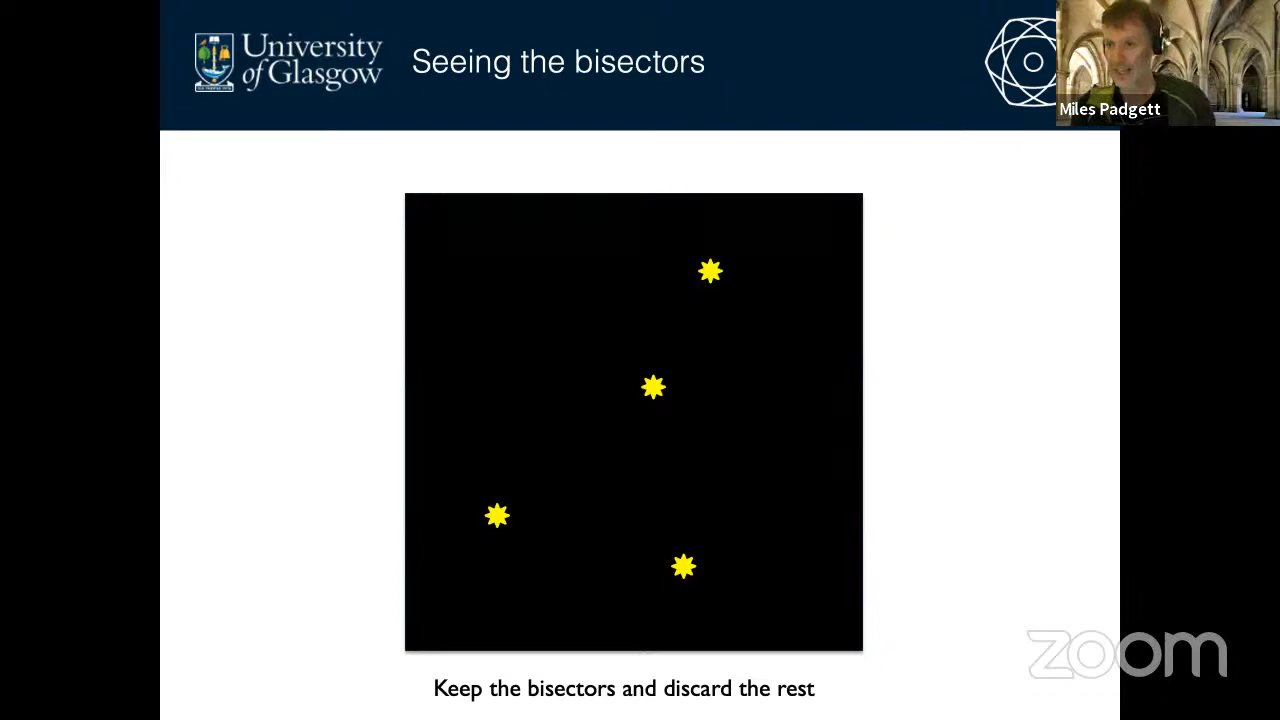 University
of Glasgow
Seeing the bisectors
Miles Padgett
Keep the bisectors and discard the rest
zoom